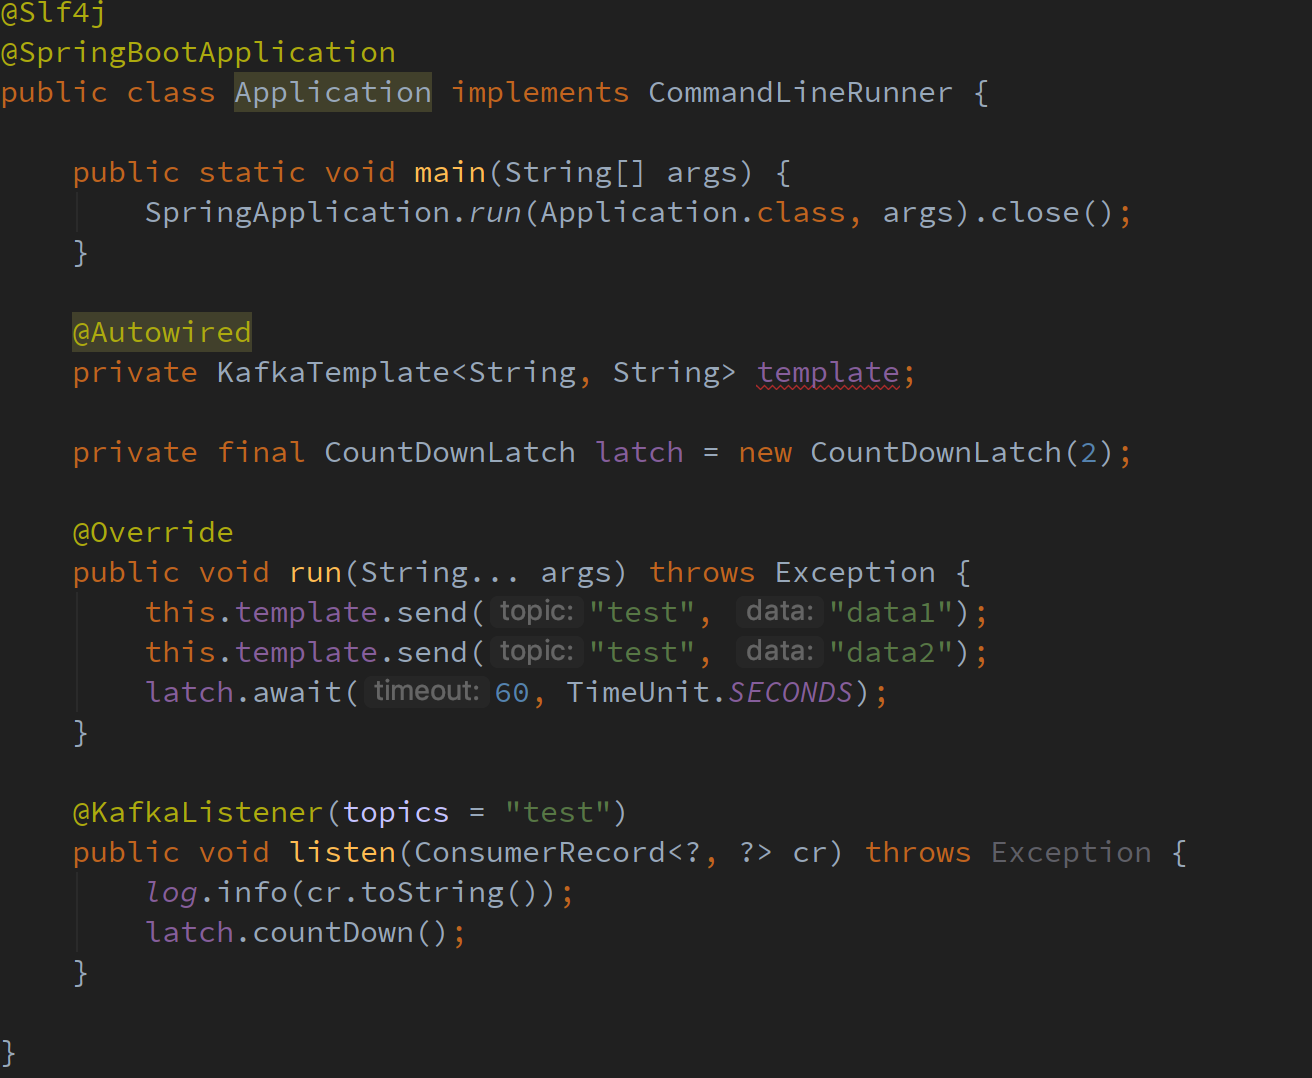 @Slf4j
@SpringBootApplication
public class Application implements CommandLineRunner {
public static void main(String[] args) {
SpringApplication.run(Application.class, args).close();
}
@Autowired
private KafkaTemplate<String, String> template;
private final CountDownLatch latch = new CountDownLatch(2);
@Override
public void run(String... args) throws Exception {
this.template.send( topic: "test", data: "data1");
this.template.send( topic: "test", data: "data2");
latch.await( timeout: 60, TimeUnit.SECONDS);
}
@KafkaListener(topics = "test")
public void listen(ConsumerRecord<?, ?> cr) throws Exception {
log.info(cr.toString());
latch.countDown();
}
}